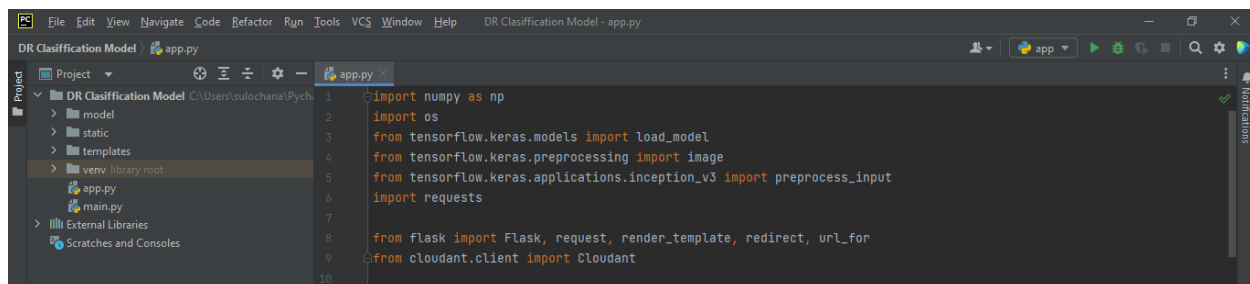 PC File Edit View Navigate Code Refactor Run Tools VCS Window Help DR Clasiffication Model - app.py
DR Clasiffication Model app.py app
Project app.py
Project
DR Clasiffication Model C:\Users\sulochana\Pych
model
static
templates
venv library root
app.py
main.py
External Libraries
Scratches and Consoles
1 import numpy as np
2 import os
3 from tensorflow.keras.models import load_model
4 from tensorflow.keras.preprocessing import image
5 from tensorflow.keras.applications.inception_v3 import preprocess_input
6 import requests
7
8 from flask import Flask, request, render_template, redirect, url_for
9 from cloudant.client import Cloudant
10
Notifications